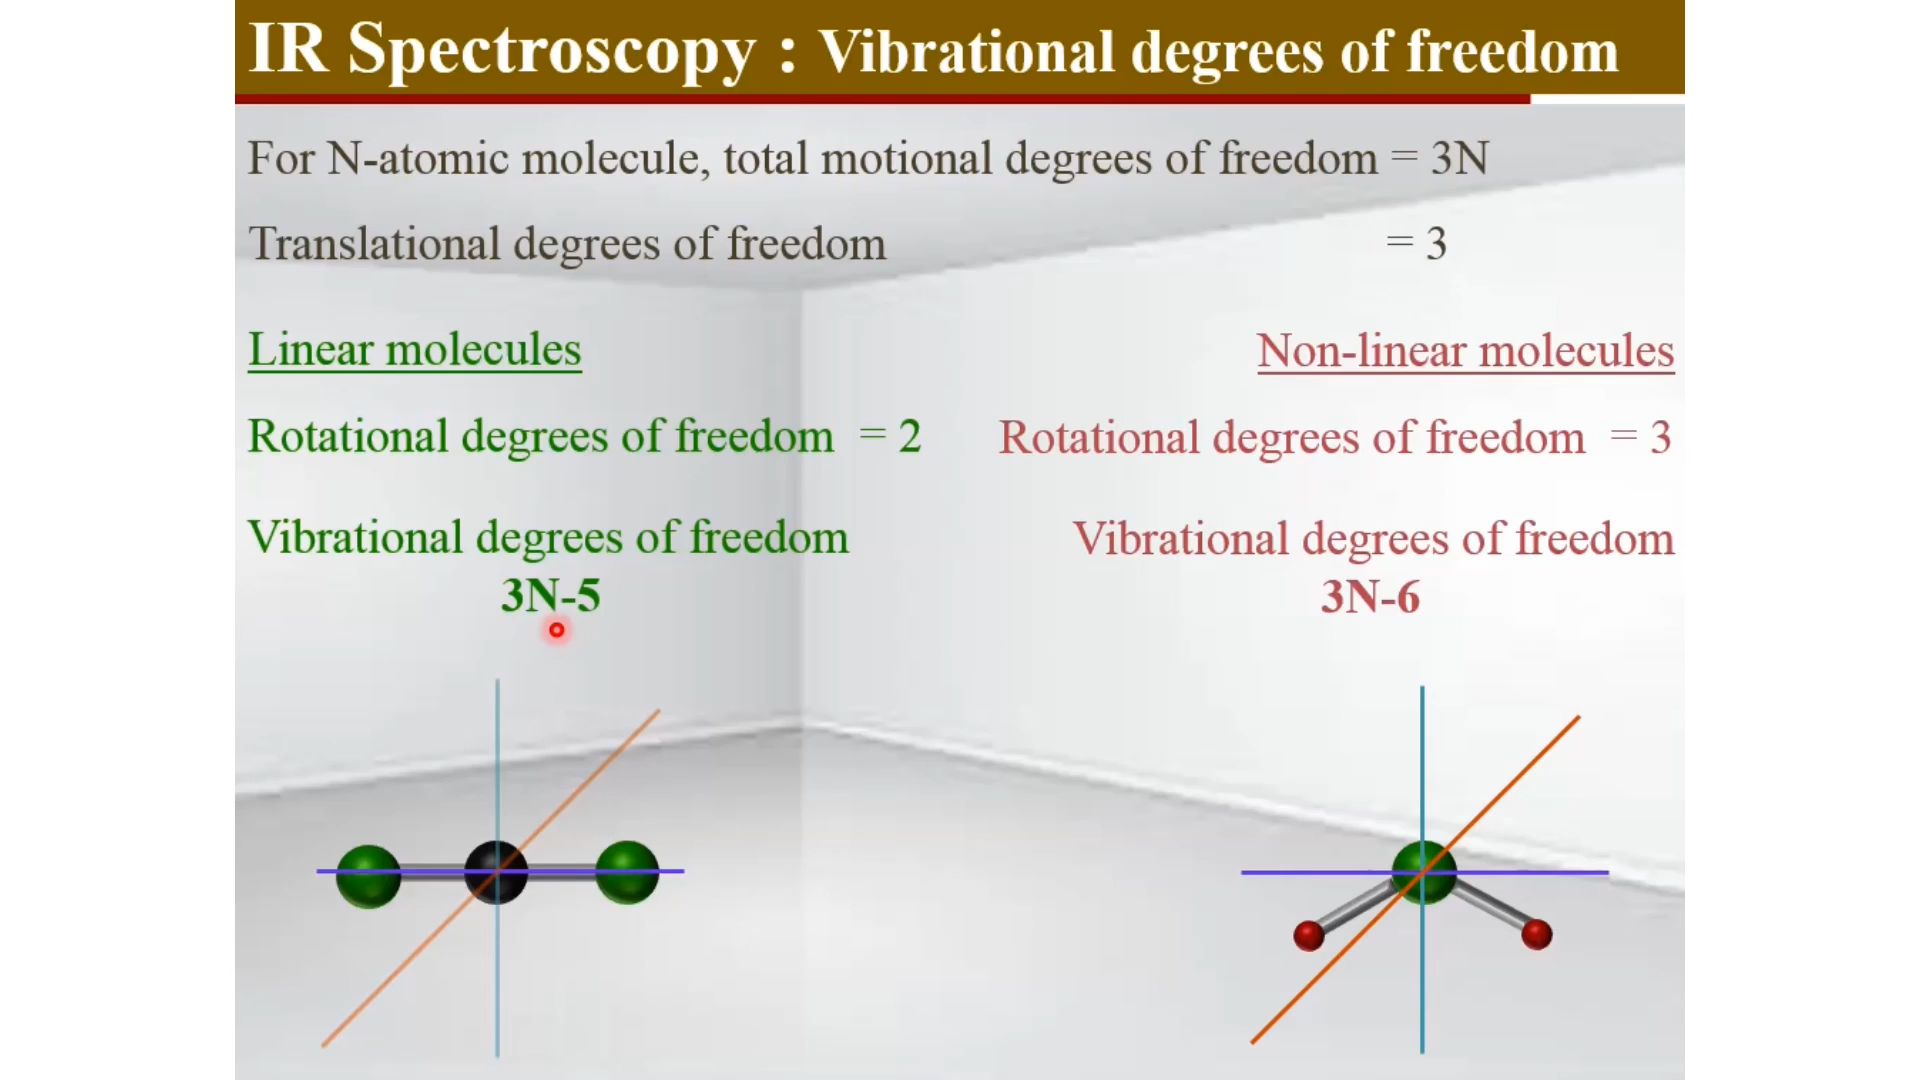 IR Spectroscopy : Vibrational degrees of freedom
For N-atomic molecule, total motional degrees of freedom = 3N
Translational degrees of freedom = 3
Linear molecules
Rotational degrees of freedom = 2
Vibrational degrees of freedom
3N-5
Non-linear molecules
Rotational degrees of freedom = 3
Vibrational degrees of freedom
3N-6